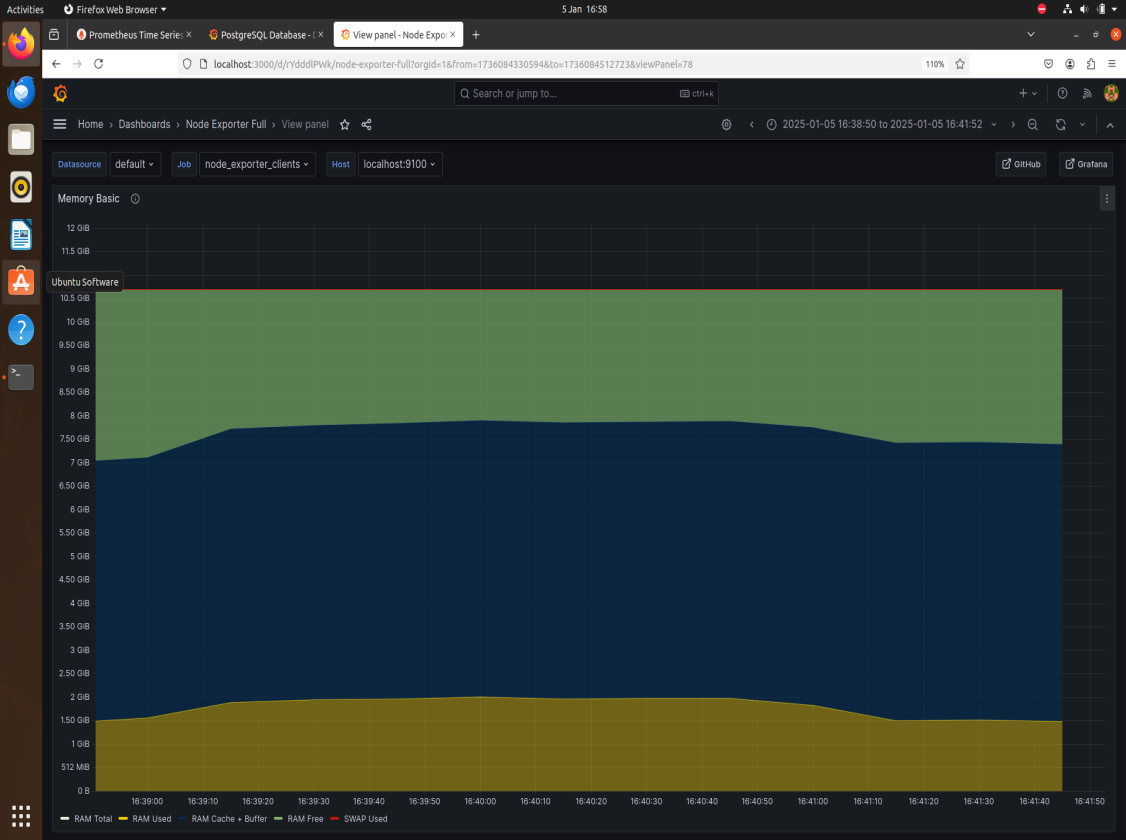 Activities Firefox Web Browser 5 Jan 16:58
Prometheus Time Series PostgreSQL Database - [ View panel - Node Expor
localhost:3000/d/rYdddlPWk/node-exporter-full?orgId=1&from=1736084330594&to=1736084512723&viewPanel=78 110%
Search or jump to... ctrl+k
Home › Dashboards › Node Exporter Full › View panel 2025-01-05 16:38:50 to 2025-01-05 16:41:52
Datasource default Job node_exporter_clients Host localhost:9100 GitHub Grafana
Memory Basic
12 GiB
11.5 GiB
Ubuntu Software
10.5 GiB
10 GiB
9.50 GiB
9 GiB
8.50 GiB
8 GiB
7.50 GiB
7 GiB
6.50 GiB
6 GiB
5.50 GiB
5 GiB
4.50 GiB
4 GiB
3.50 GiB
3 GiB
2.50 GiB
2 GiB
1.50 GiB
1 GiB
512 MiB
0 B
16:39:00 16:39:10 16:39:20 16:39:30 16:39:40 16:39:50 16:40:00 16:40:10 16:40:20 16:40:30 16:40:40 16:40:50 16:41:00 16:41:10 16:41:20 16:41:30 16:41:40 16:41:50
RAM Total RAM Used RAM Cache + Buffer RAM Free SWAP Used